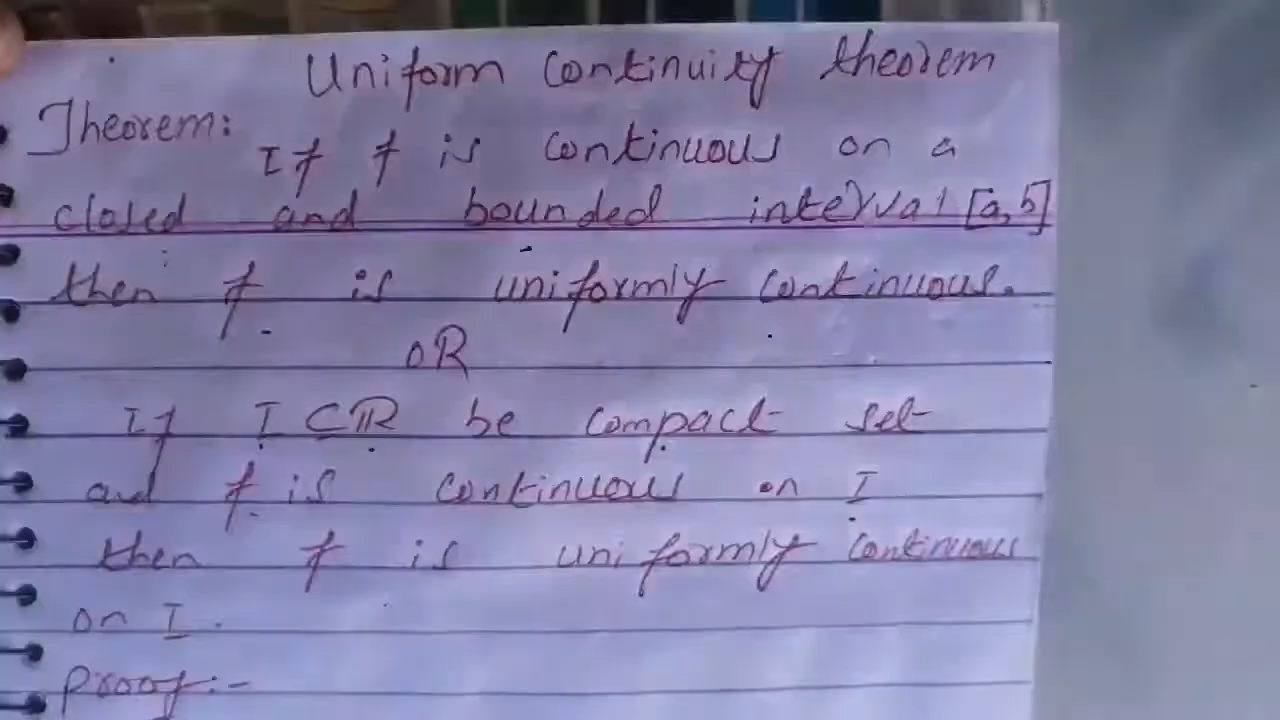 Uniform continuity theorem
Theorem:
If f is continuous on a
closed and bounded interval [a,b]
then f is uniformly continuous.
OR
If I ⊂ ℝ be compact set
and f is continuous on I
then f is uniformly continuous
on I.
Proof:-